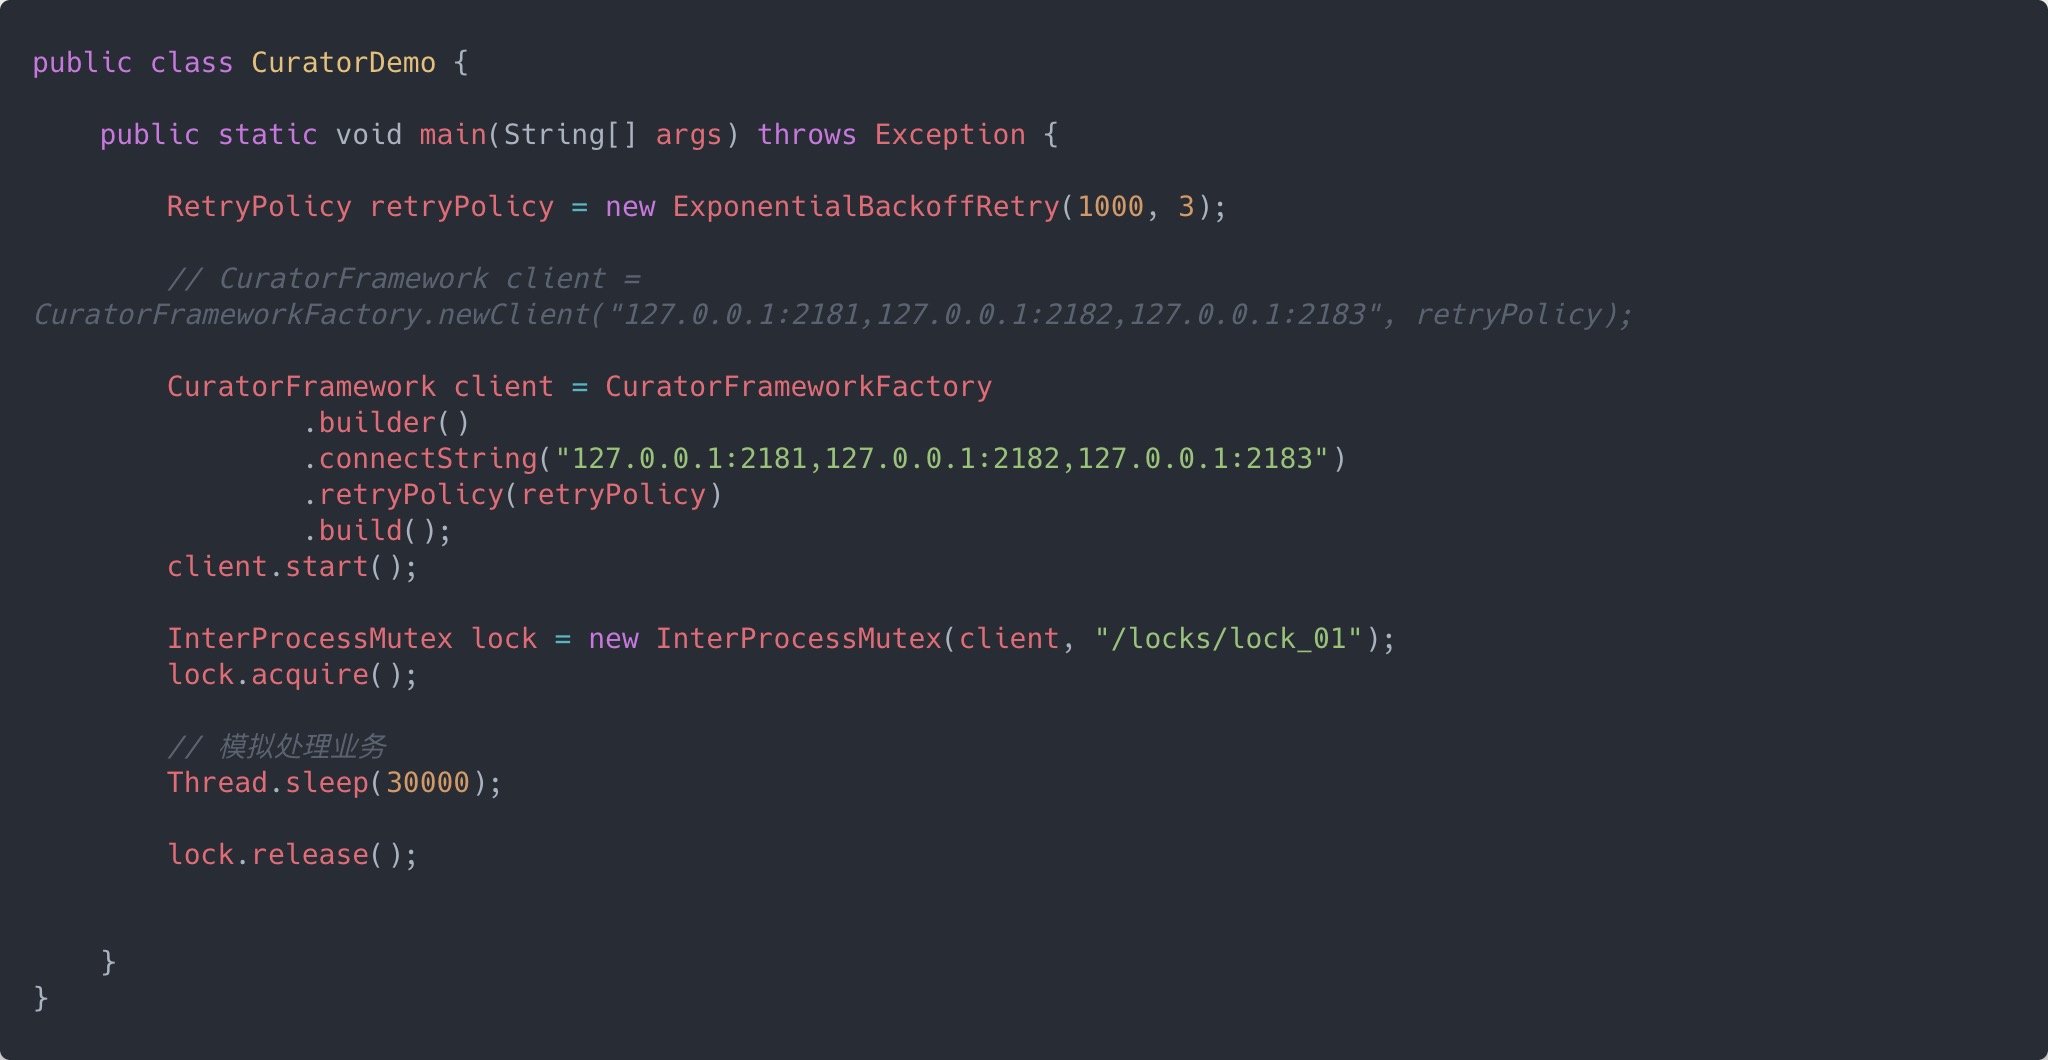 public class CuratorDemo {
    public static void main(String[] args) throws Exception {
        RetryPolicy retryPolicy = new ExponentialBackoffRetry(1000, 3);
        // CuratorFramework client =
CuratorFrameworkFactory.newClient("127.0.0.1:2181,127.0.0.1:2182,127.0.0.1:2183", retryPolicy);
        CuratorFramework client = CuratorFrameworkFactory
                .builder()
                .connectString("127.0.0.1:2181,127.0.0.1:2182,127.0.0.1:2183")
                .retryPolicy(retryPolicy)
                .build();
        client.start();
        InterProcessMutex lock = new InterProcessMutex(client, "/locks/lock_01");
        lock.acquire();
        // 模拟处理业务
        Thread.sleep(30000);
        lock.release();
    }
}